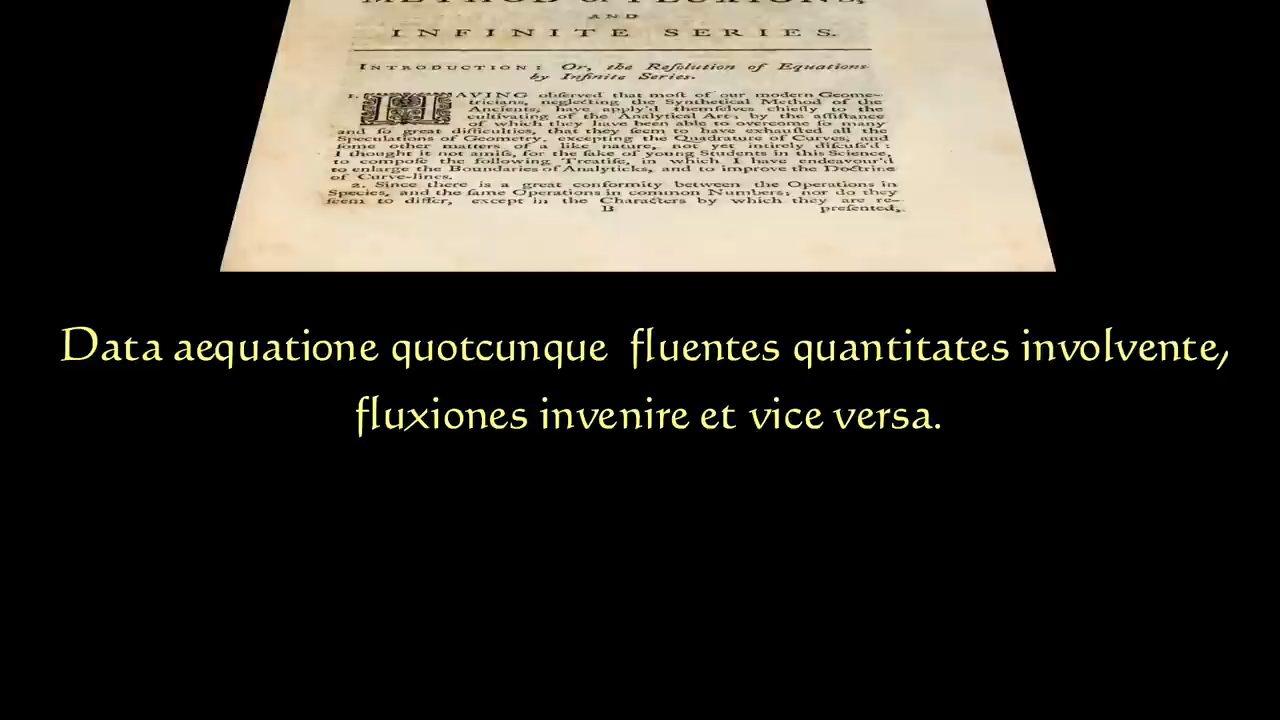 METHOD of FLUXIONS,
AND
INFINITE SERIES.
INTRODUCTION: Or, the Reſolution of Equations
by Infinite Series.
1. HAVING obſerved that moſt of our modern Geome-
tricians, neglecting the Synthetical Method of the
Ancients, have apply'd themſelves chiefly to the
cultivating of the Analytical Art; by the aſſiſtance
of which they have been able to overcome ſo many
and ſo great difficulties, that they ſeem to have exhauſted all the
Speculations of Geometry, excepting the Quadrature of Curves, and
ſome other matters of a like nature, not yet intirely diſcuſs'd:
I thought it not amiſs, for the ſake of young Students in this Science,
to compoſe the following Treatiſe, in which I have endeavour'd
to enlarge the Boundaries of Analyticks, and to improve the Doctrine
of Curve-lines.
2. Since there is a great conformity between the Operations in
Species, and the ſame Operations in common Numbers; nor do they
ſeem to differ, except in the Characters by which they are re-
B preſented,
Data aequatione quotcunque fluentes quantitates involvente,
fluxiones invenire et vice versa.